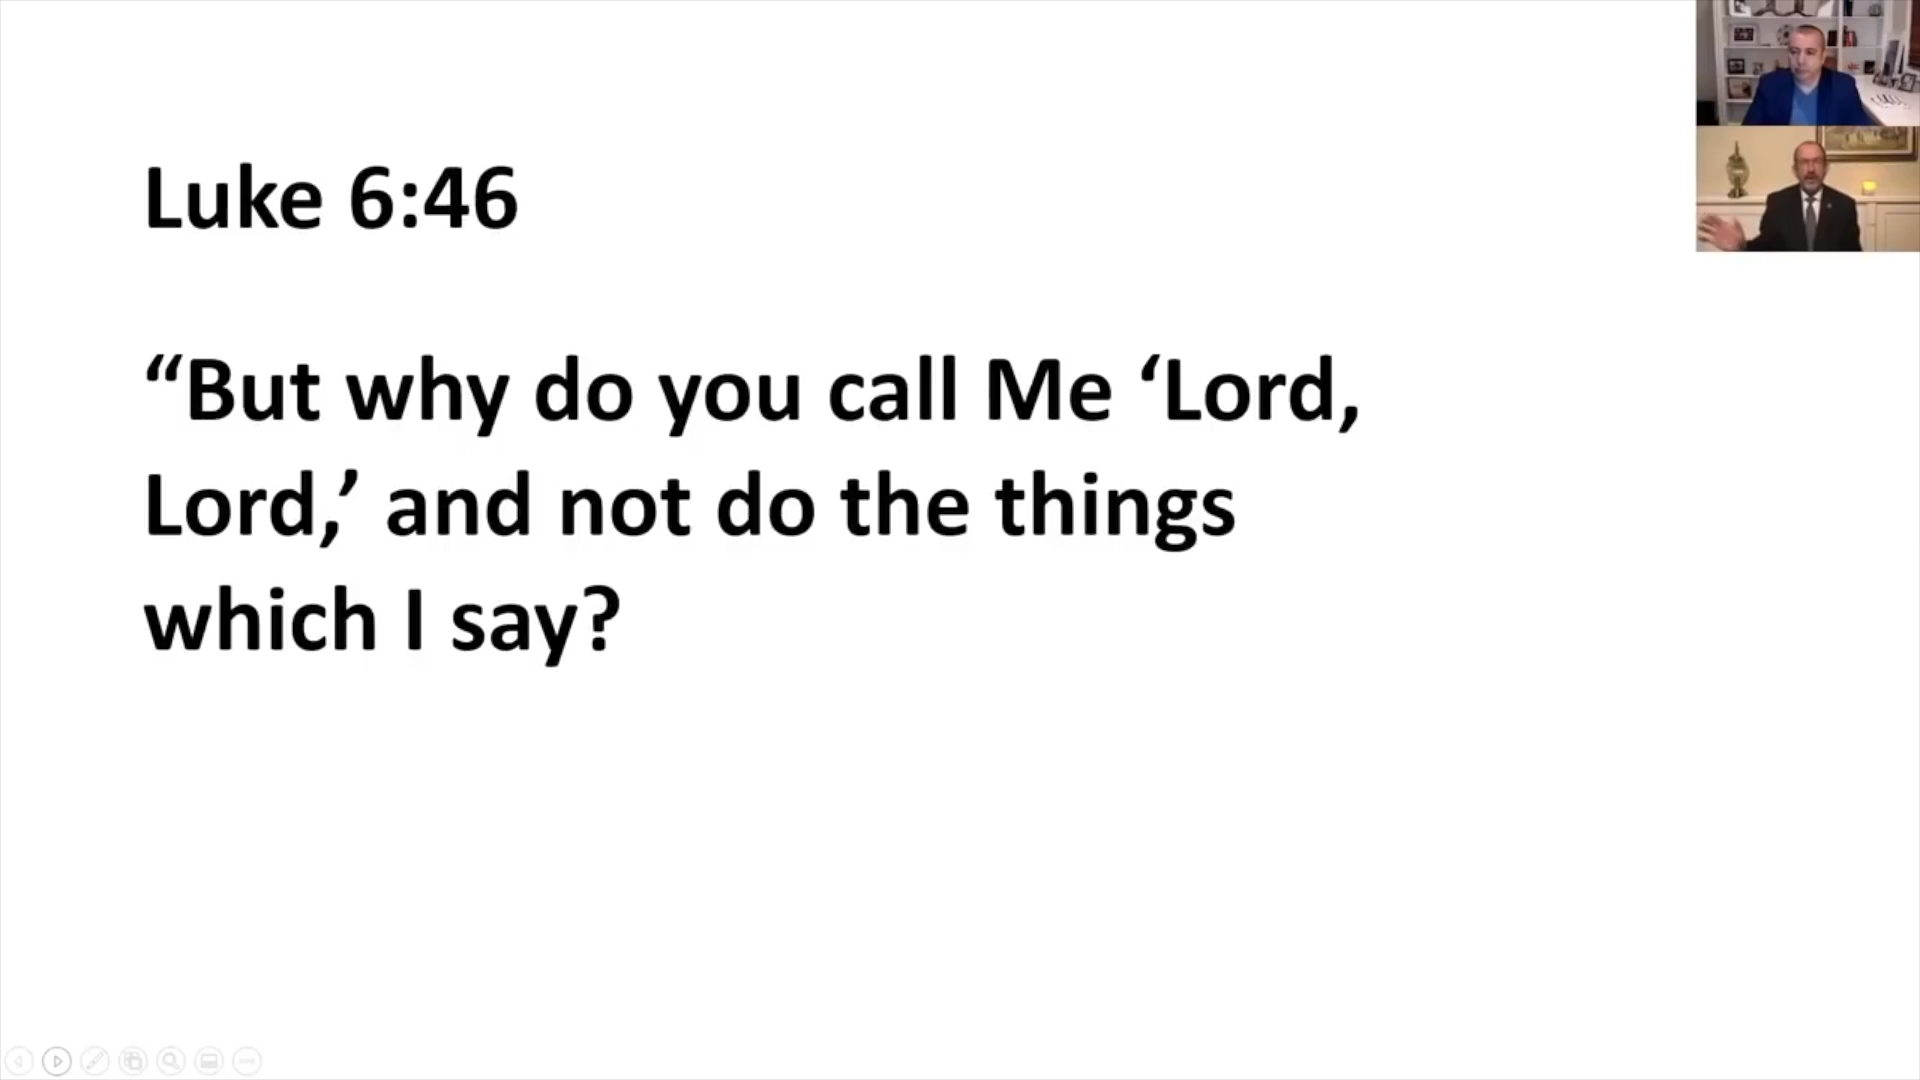 Luke 6:46
“But why do you call Me ‘Lord,
Lord,’ and not do the things
which I say?